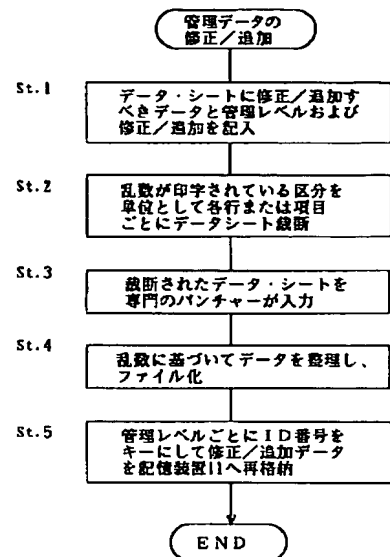 管理データの
修正／追加
St.1
データ・シートに修正／追加す
べきデータと管理レベルおよび
修正／追加を記入
St.2
乱数が印字されている区分を
単位として各行または項目
ごとにデータシート裁断
St.3
裁断されたデータ・シートを
専門のパンチャーが入力
St.4
乱数に基づいてデータを整理し、
ファイル化
St.5
管理レベルごとにID番号を
キーにして修正／追加データ
を記憶装置11へ再格納
END